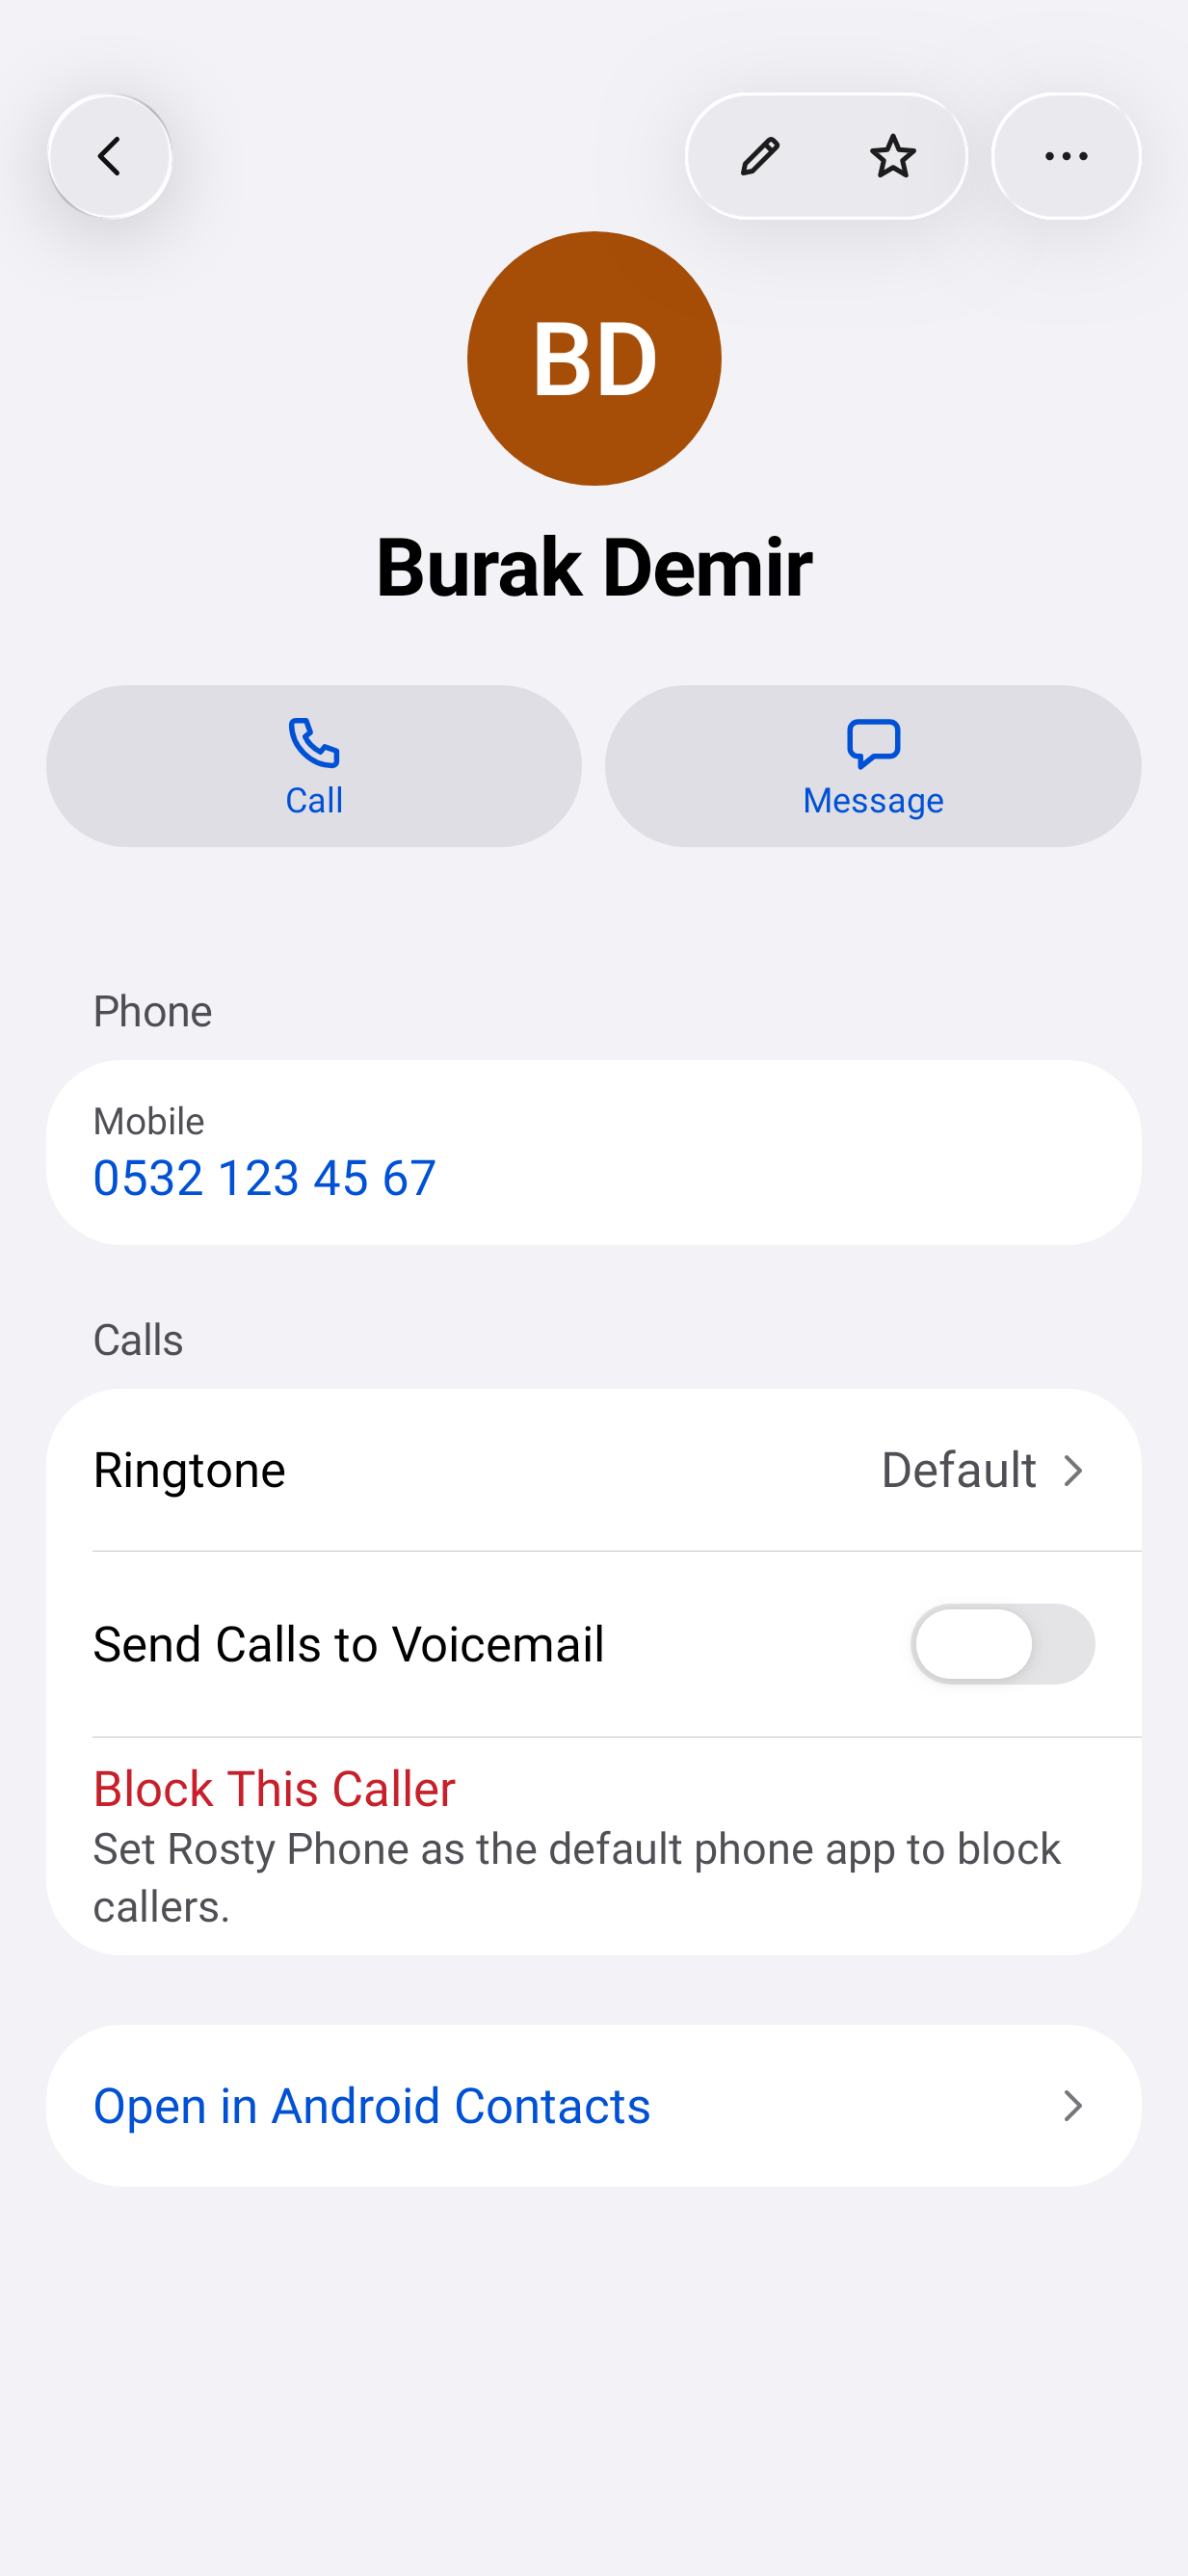 BD
Burak Demir
Call
Message
Phone
Mobile
0532 123 45 67
Calls
Ringtone
Default
Send Calls to Voicemail
Block This Caller
Set Rosty Phone as the default phone app to block
callers.
Open in Android Contacts